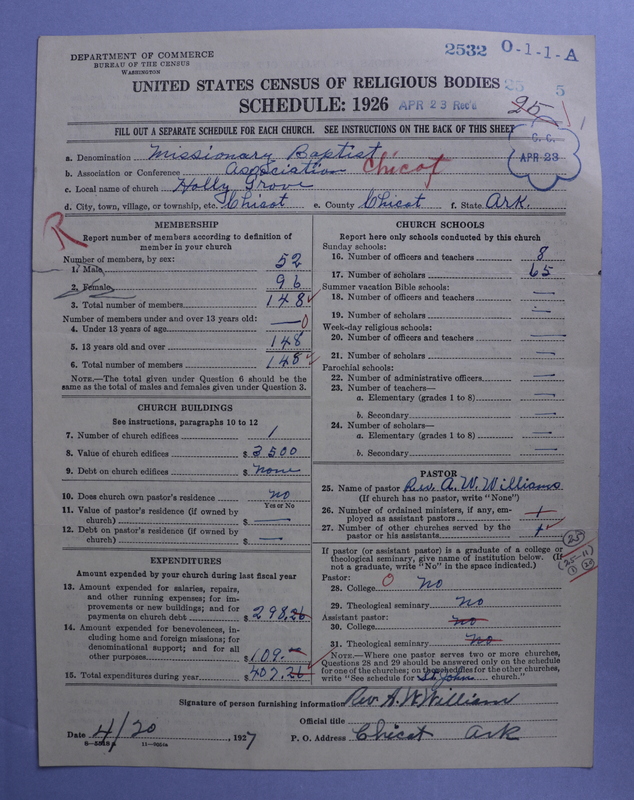 2532 O-1-1-A
DEPARTMENT OF COMMERCE
BUREAU OF THE CENSUS
WASHINGTON
UNITED STATES CENSUS OF RELIGIOUS BODIES 25 5
SCHEDULE: 1926 APR 23 Rec'd 25
FILL OUT A SEPARATE SCHEDULE FOR EACH CHURCH. SEE INSTRUCTIONS ON THE BACK OF THIS SHEET
C. C.
APR 23
a. Denomination Missionary Baptist
b. Association or Conference Association Chicot
c. Local name of church Holly Grove
d. City, town, village, or township, etc. Chicot e. County Chicot f. State Ark.
R
MEMBERSHIP
Report number of members according to definition of
member in your church
Number of members, by sex:
1. Male 52
2. Female 96
3. Total number of members 148
Number of members under and over 13 years old:
4. Under 13 years of age — 0
5. 13 years old and over 148
6. Total number of members 148
NOTE.—The total given under Question 6 should be the
same as the total of males and females given under Question 3.
CHURCH BUILDINGS
See instructions, paragraphs 10 to 12
7. Number of church edifices 1
8. Value of church edifices $ 3500
9. Debt on church edifices $ none
10. Does church own pastor's residence no
Yes or No
11. Value of pastor's residence (if owned by
church) $ —
12. Debt on pastor's residence (if owned by
church) $ —
EXPENDITURES
Amount expended by your church during last fiscal year
13. Amount expended for salaries, repairs,
and other running expenses; for im-
provements or new buildings; and for
payments on church debt $ 298.26
14. Amount expended for benevolences, in-
cluding home and foreign missions; for
denominational support; and for all
other purposes $ 109.—
15. Total expenditures during year $ 407.26
CHURCH SCHOOLS
Report here only schools conducted by this church
Sunday schools:
16. Number of officers and teachers 8
17. Number of scholars 65
Summer vacation Bible schools:
18. Number of officers and teachers —
19. Number of scholars —
Week-day religious schools:
20. Number of officers and teachers —
21. Number of scholars —
Parochial schools:
22. Number of administrative officers —
23. Number of teachers—
a. Elementary (grades 1 to 8) —
b. Secondary —
24. Number of scholars—
a. Elementary (grades 1 to 8) —
b. Secondary —
PASTOR
25. Name of pastor Rev. A. W. Williams
(If church has no pastor, write "None")
26. Number of ordained ministers, if any, em-
ployed as assistant pastors
27. Number of other churches served by the
pastor or his assistants 1
25
If pastor (or assistant pastor) is a graduate of a college or
theological seminary, give name of institution below. (If
not a graduate, write "No" in the space indicated.)
(25-11)
Pastor:
28. College 0 no
29. Theological seminary no
Assistant pastor:
30. College no
31. Theological seminary no
NOTE.—Where one pastor serves two or more churches,
Questions 28 and 29 should be answered only on the schedule
for one of the churches; on the schedules for the other churches,
write "See schedule for St. John church."
Signature of person furnishing information Rev A. W William
Official title
Date 4/20, 1927 P. O. Address Chicot Ark